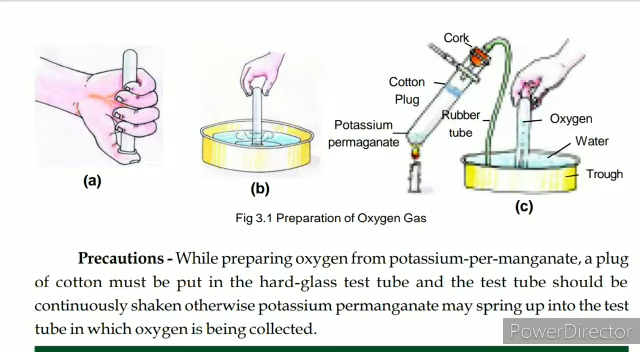 Cork
Cotton
Plug
Potassium
permaganate
Rubber
tube
Oxygen
Water
Trough
(a)
(b)
(c)
Fig 3.1 Preparation of Oxygen Gas
Precautions - While preparing oxygen from potassium-per-manganate, a plug
of cotton must be put in the hard-glass test tube and the test tube should be
continuously shaken otherwise potassium permanganate may spring up into the test
tube in which oxygen is being collected.
PowerDirector